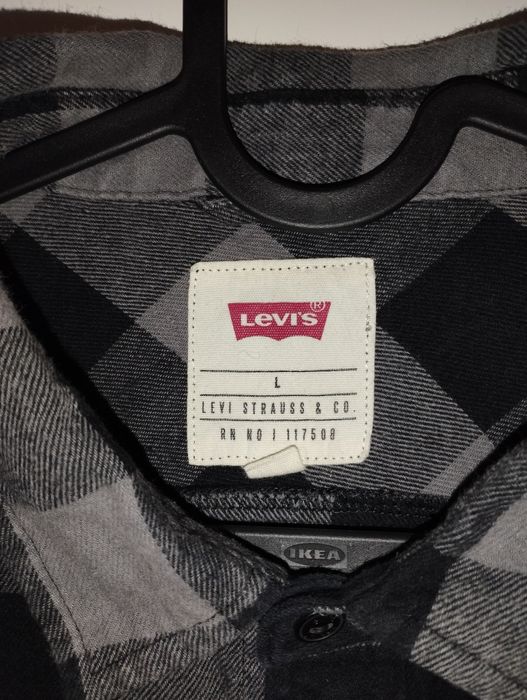 LEVI'S®
L
LEVI STRAUSS & CO.
RN NO / 117508
IKEA